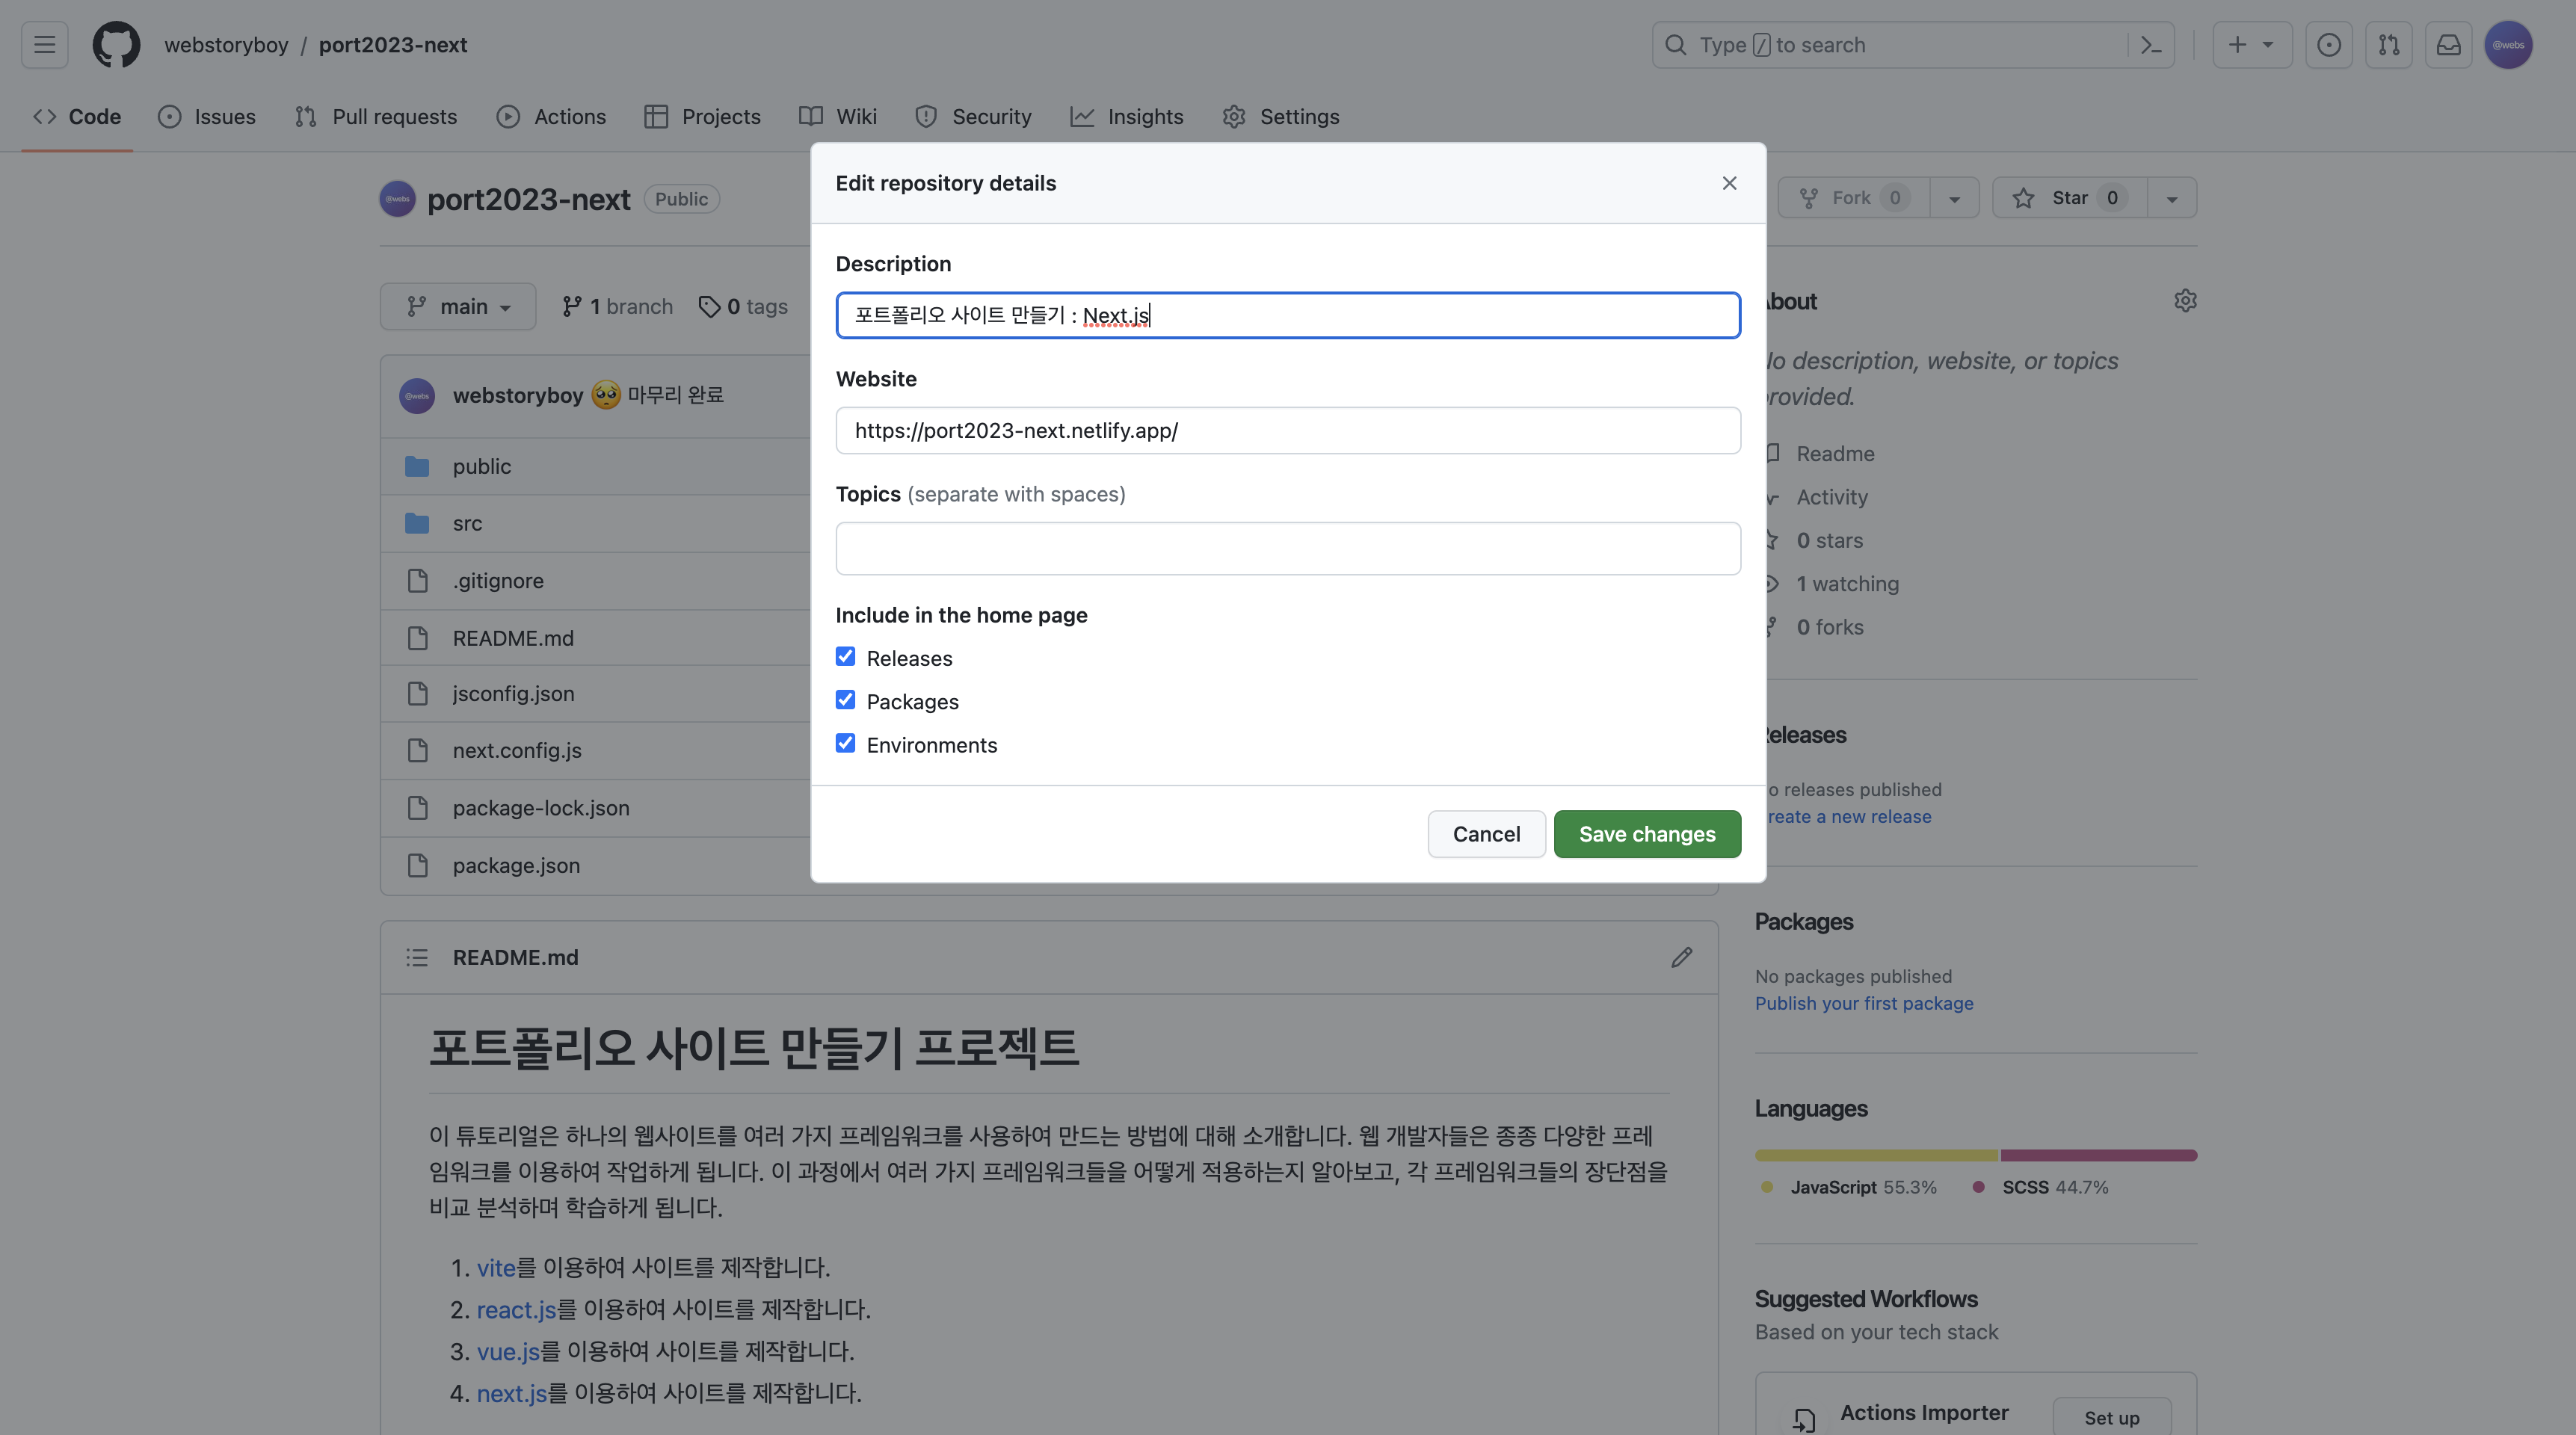 webstoryboy / port2023-next
Type / to search
@webs
Code
Issues
Pull requests
Actions
Projects
Wiki
Security
Insights
Settings
@webs
port2023-next
Public
Fork 0
Star 0
main
1 branch
0 tags
@webs
webstoryboy 🥺 마무리 완료
public
src
.gitignore
README.md
jsconfig.json
next.config.js
package-lock.json
package.json
Edit repository details
Description
포트폴리오 사이트 만들기 : Next.js
Website
https://port2023-next.netlify.app/
Topics (separate with spaces)
Include in the home page
Releases
Packages
Environments
Cancel
Save changes
bout
o description, website, or topics
rovided.
Readme
Activity
0 stars
1 watching
0 forks
eleases
o releases published
reate a new release
Packages
No packages published
Publish your first package
Languages
JavaScript 55.3%
SCSS 44.7%
Suggested Workflows
Based on your tech stack
Actions Importer
Set up
README.md
포트폴리오 사이트 만들기 프로젝트
이 튜토리얼은 하나의 웹사이트를 여러 가지 프레임워크를 사용하여 만드는 방법에 대해 소개합니다. 웹 개발자들은 종종 다양한 프레
임워크를 이용하여 작업하게 됩니다. 이 과정에서 여러 가지 프레임워크들을 어떻게 적용하는지 알아보고, 각 프레임워크들의 장단점을
비교 분석하며 학습하게 됩니다.
1. vite를 이용하여 사이트를 제작합니다.
2. react.js를 이용하여 사이트를 제작합니다.
3. vue.js를 이용하여 사이트를 제작합니다.
4. next.js를 이용하여 사이트를 제작합니다.